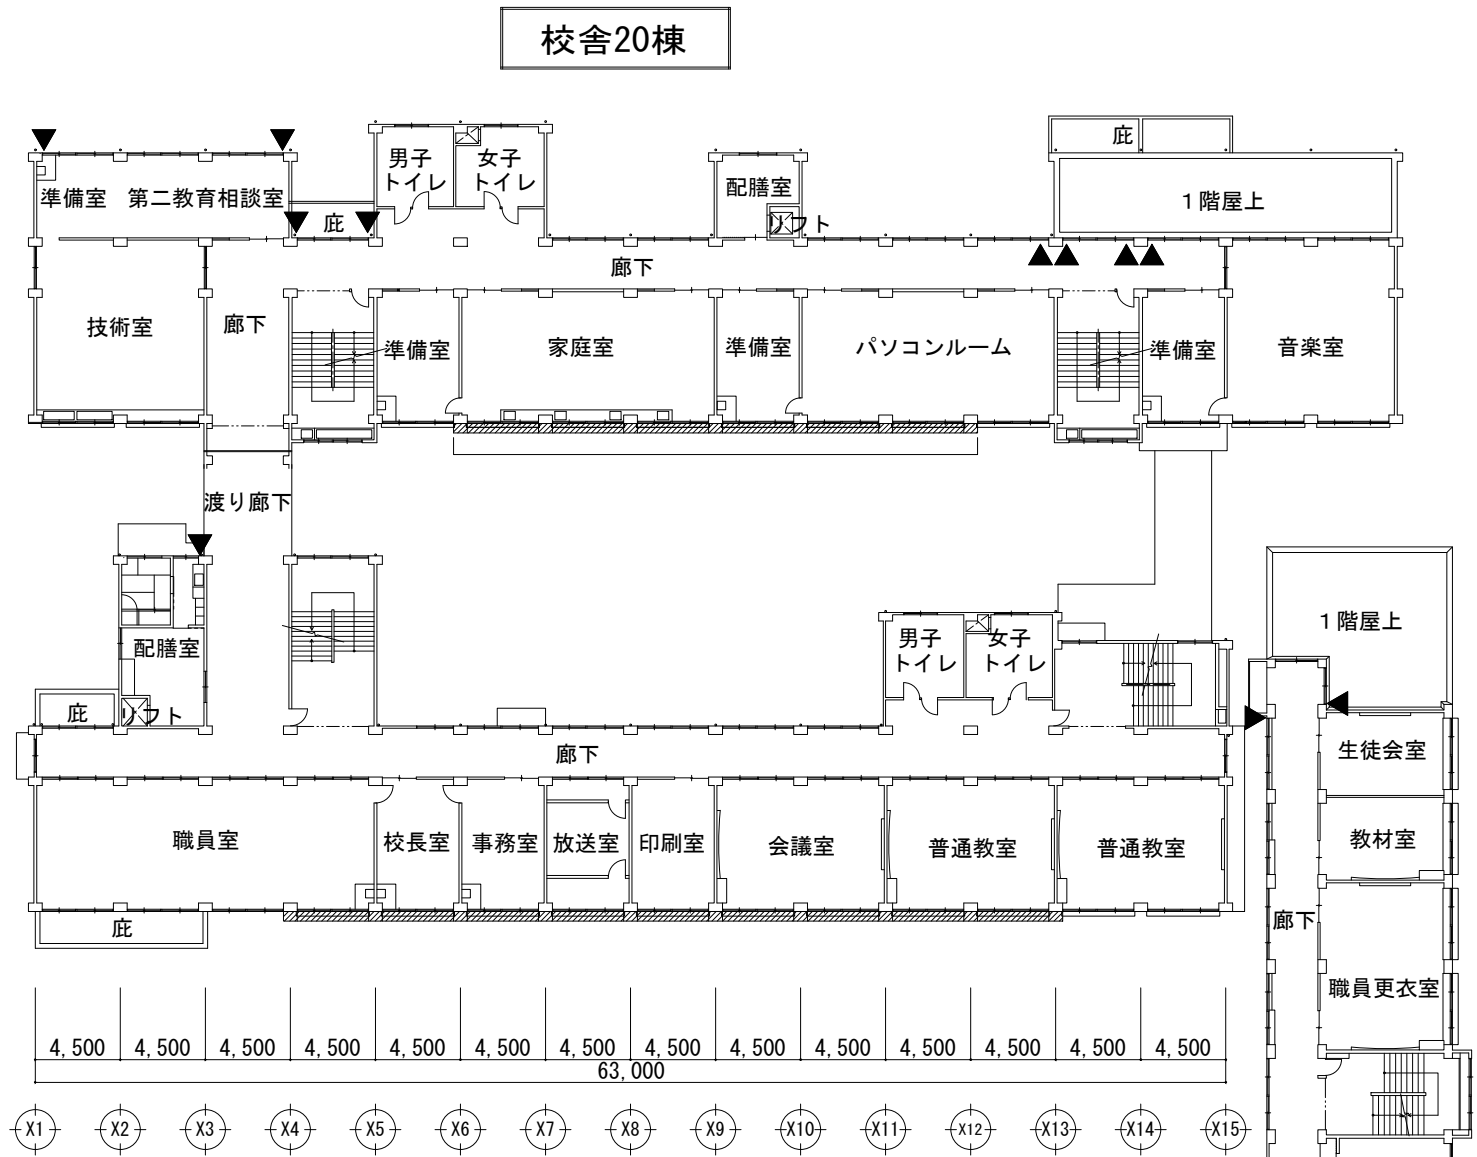 校舎20棟
庇
男子
トイレ
女子
トイレ
準備室
第二教育相談室
配膳室
リフト
庇
1階屋上
廊下
技術室
廊下
準備室
家庭室
準備室
パソコンルーム
準備室
音楽室
渡り廊下
配膳室
リフト
庇
男子
トイレ
女子
トイレ
1階屋上
廊下
生徒会室
職員室
校長室
事務室
放送室
印刷室
会議室
普通教室
普通教室
教材室
庇
廊下
職員更衣室
4,500 4,500 4,500 4,500 4,500 4,500 4,500 4,500 4,500 4,500 4,500 4,500 4,500 4,500
63,000
X1 X2 X3 X4 X5 X6 X7 X8 X9 X10 X11 X12 X13 X14 X15